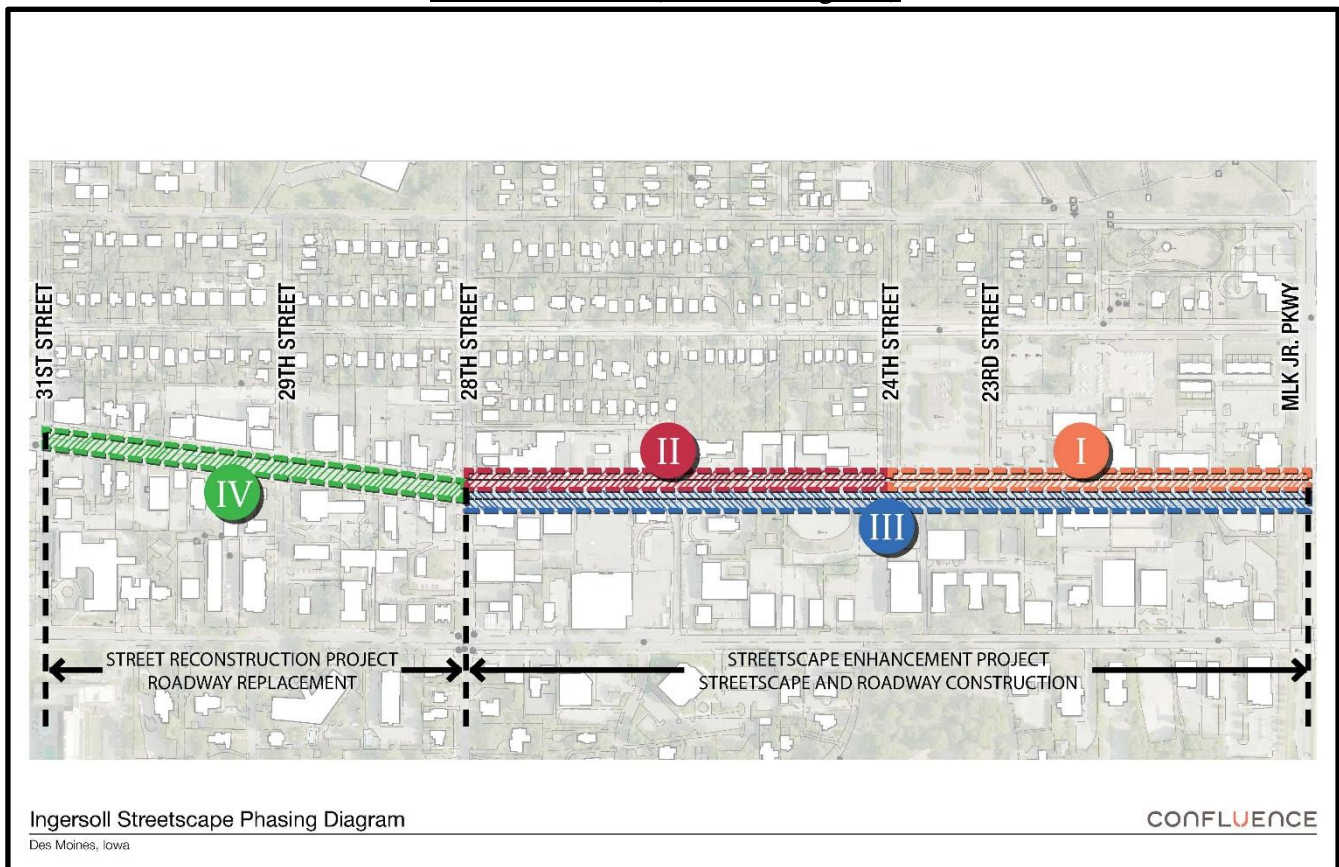 31ST STREET
29TH STREET
28TH STREET
24TH STREET
23RD STREET
MLK JR. PKWY
II
I
IV
III
STREET RECONSTRUCTION PROJECT
ROADWAY REPLACEMENT
STREETSCAPE ENHANCEMENT PROJECT
STREETSCAPE AND ROADWAY CONSTRUCTION
Ingersoll Streetscape Phasing Diagram
CONFLUENCE
Des Moines, Iowa